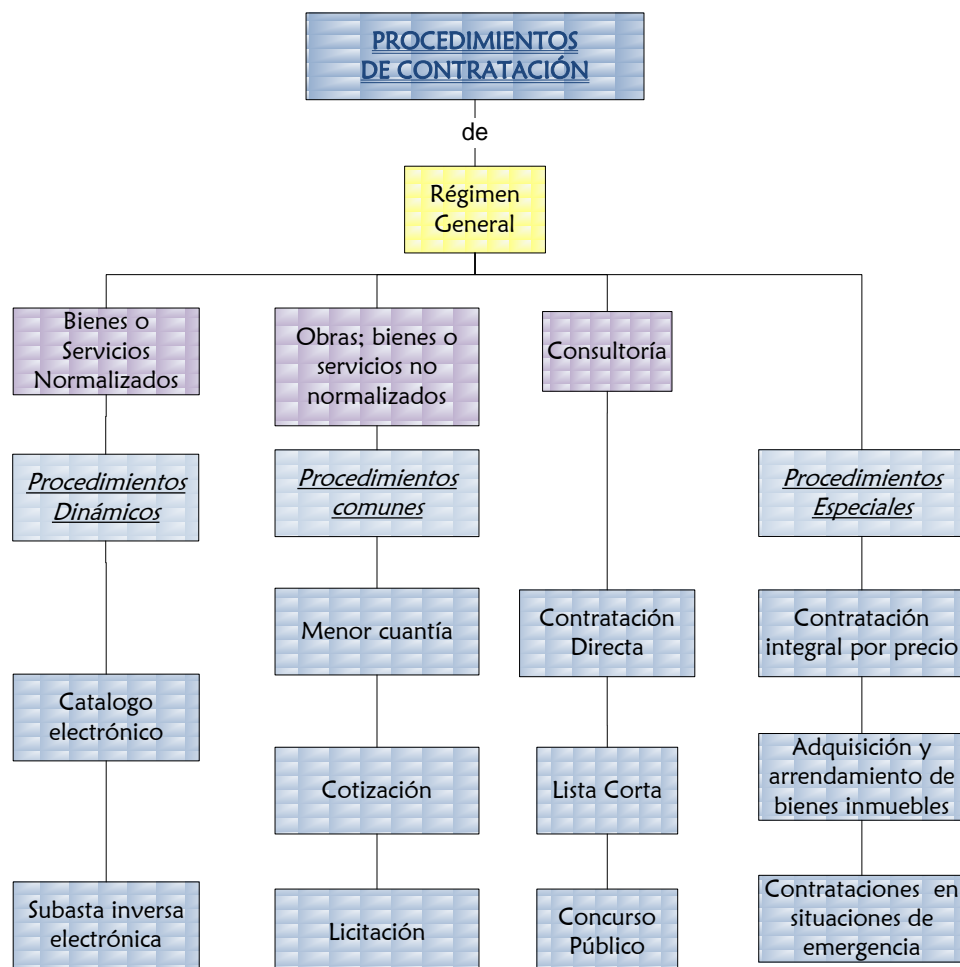 PROCEDIMIENTOS
DE CONTRATACIÓN
de
Régimen
General
Bienes o
Servicios
Normalizados
Obras; bienes o
servicios no
normalizados
Consultoría
Procedimientos
Dinámicos
Procedimientos
comunes
Procedimientos
Especiales
Menor cuantía
Contratación
Directa
Contratación
integral por precio
Catalogo
electrónico
Cotización
Lista Corta
Adquisición y
arrendamiento de
bienes inmuebles
Subasta inversa
electrónica
Licitación
Concurso
Público
Contrataciones en
situaciones de
emergencia